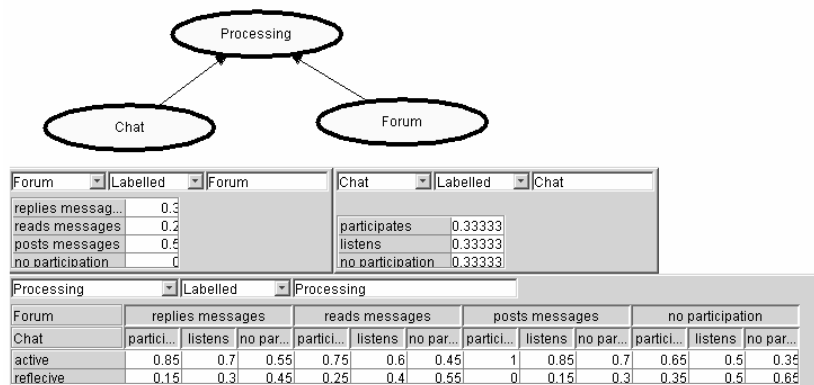 Processing
Chat Forum
Forum Labelled Forum Chat Labelled Chat
replies messag... 0.3
reads messages 0.2 participates 0.33333
posts messages 0.5 listens 0.33333
no participation 0 no participation 0.33333
Processing Labelled Processing
Forum replies messages reads messages posts messages no participation
Chat partici... listens no par... partici... listens no par... partici... listens no par... partici... listens no par...
active 0.85 0.7 0.55 0.75 0.6 0.45 1 0.85 0.7 0.65 0.5 0.35
reflecive 0.15 0.3 0.45 0.25 0.4 0.55 0 0.15 0.3 0.35 0.5 0.65